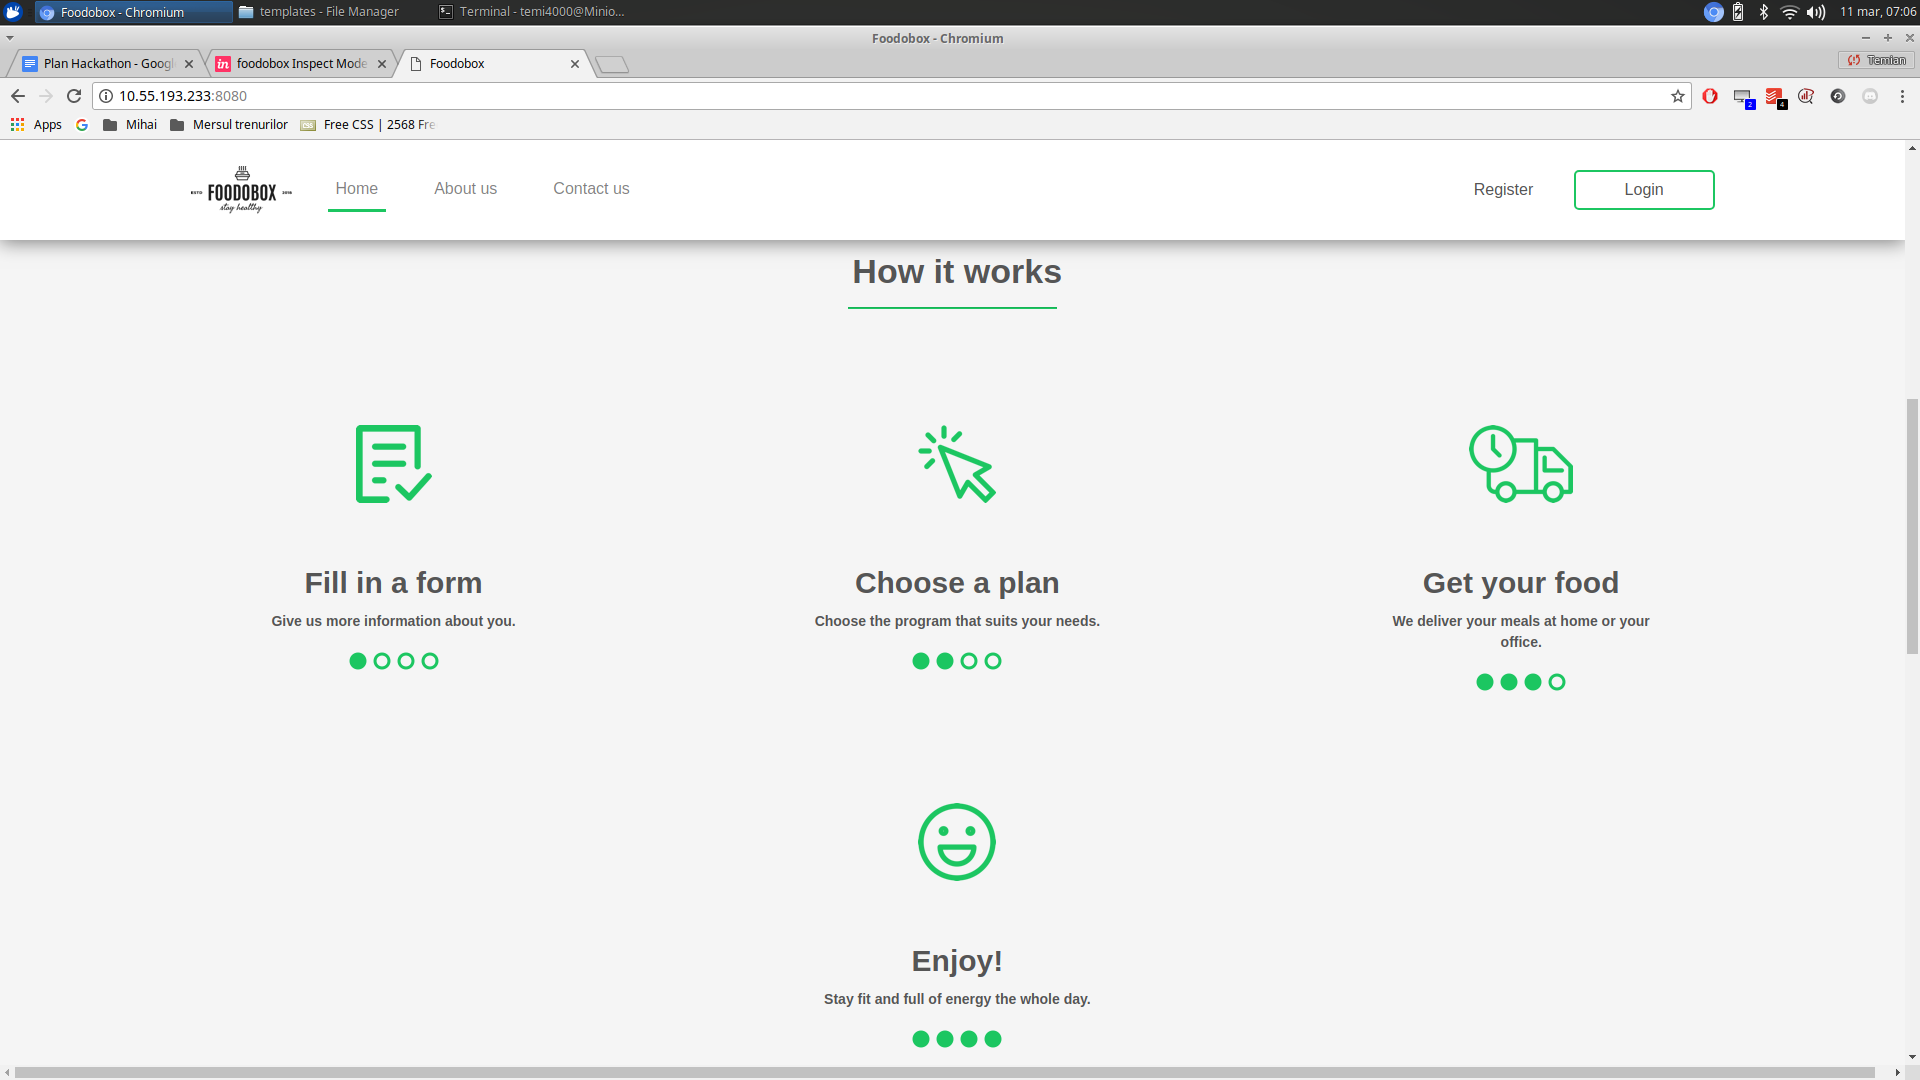 Foodobox - Chromium
templates - File Manager
Terminal - temi4000@Minio...
11 mar, 07:06
Foodobox - Chromium
Plan Hackathon - Googl
foodobox Inspect Mode
Foodobox
Temian
10.55.193.233:8080
2
4
Apps
Mihai
Mersul trenurilor
Free CSS | 2568 Fre
ESTD
FOODOBOX
stay healthy
Home
About us
Contact us
Register
Login
How it works
Fill in a form
Choose a plan
Get your food
Give us more information about you.
Choose the program that suits your needs.
We deliver your meals at home or your
office.
Enjoy!
Stay fit and full of energy the whole day.